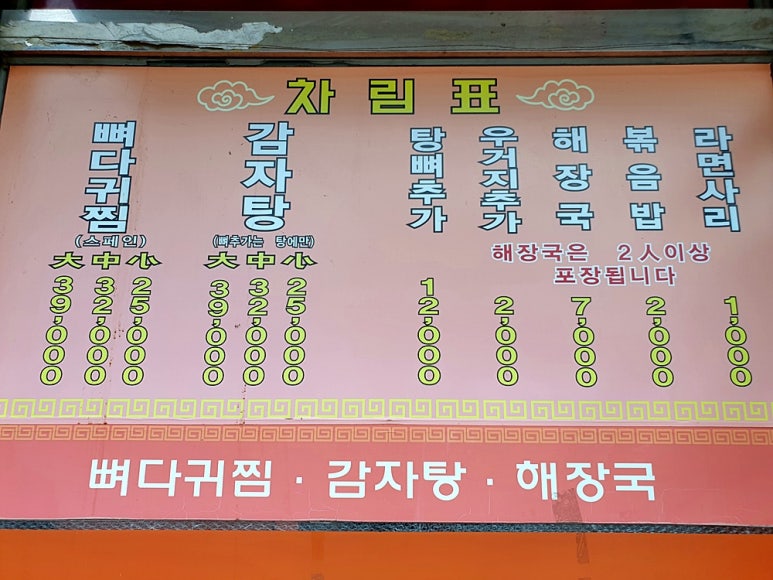 차림표
뼈다귀찜
(스페인)
大 中 小
39,000 32,000 25,000
감자탕
(뼈추가는 탕에만)
大 中 小
39,000 32,000 25,000
탕뼈추가
12,000
우거지추가
2,000
해장국
7,000
볶음밥
2,000
라면사리
1,000
해장국은 2人이상
포장됩니다
뼈다귀찜·감자탕·해장국